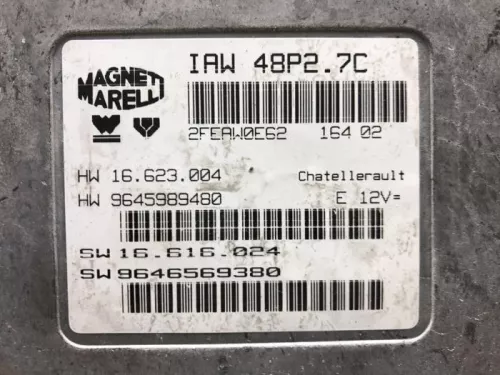 MAGNETI
MARELLI
IAW 48P2.7C
2FEAW0E62 164 02
HW 16.623.004 Chatellerault
HW 9645989480 E 12V=
SW 16.616.024
SW 9646569380